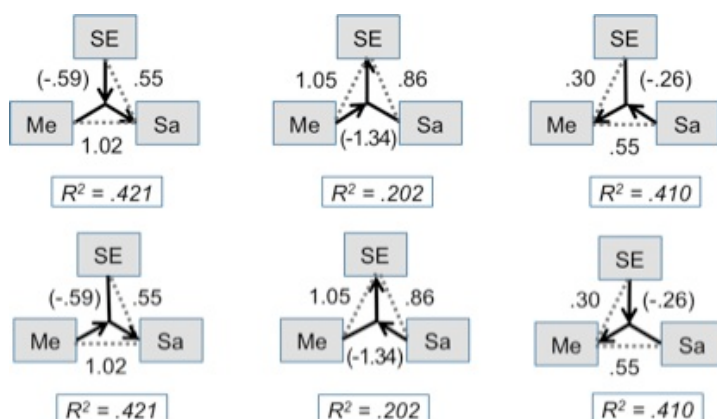 SE SE SE
(-.59) .55 1.05 .86 .30 (-.26)
Me Sa Me Sa Me Sa
1.02 (-1.34) .55
R² = .421 R² = .202 R² = .410
SE SE SE
(-.59) .55 1.05 .86 .30 (-.26)
Me Sa Me Sa Me Sa
1.02 (-1.34) .55
R² = .421 R² = .202 R² = .410